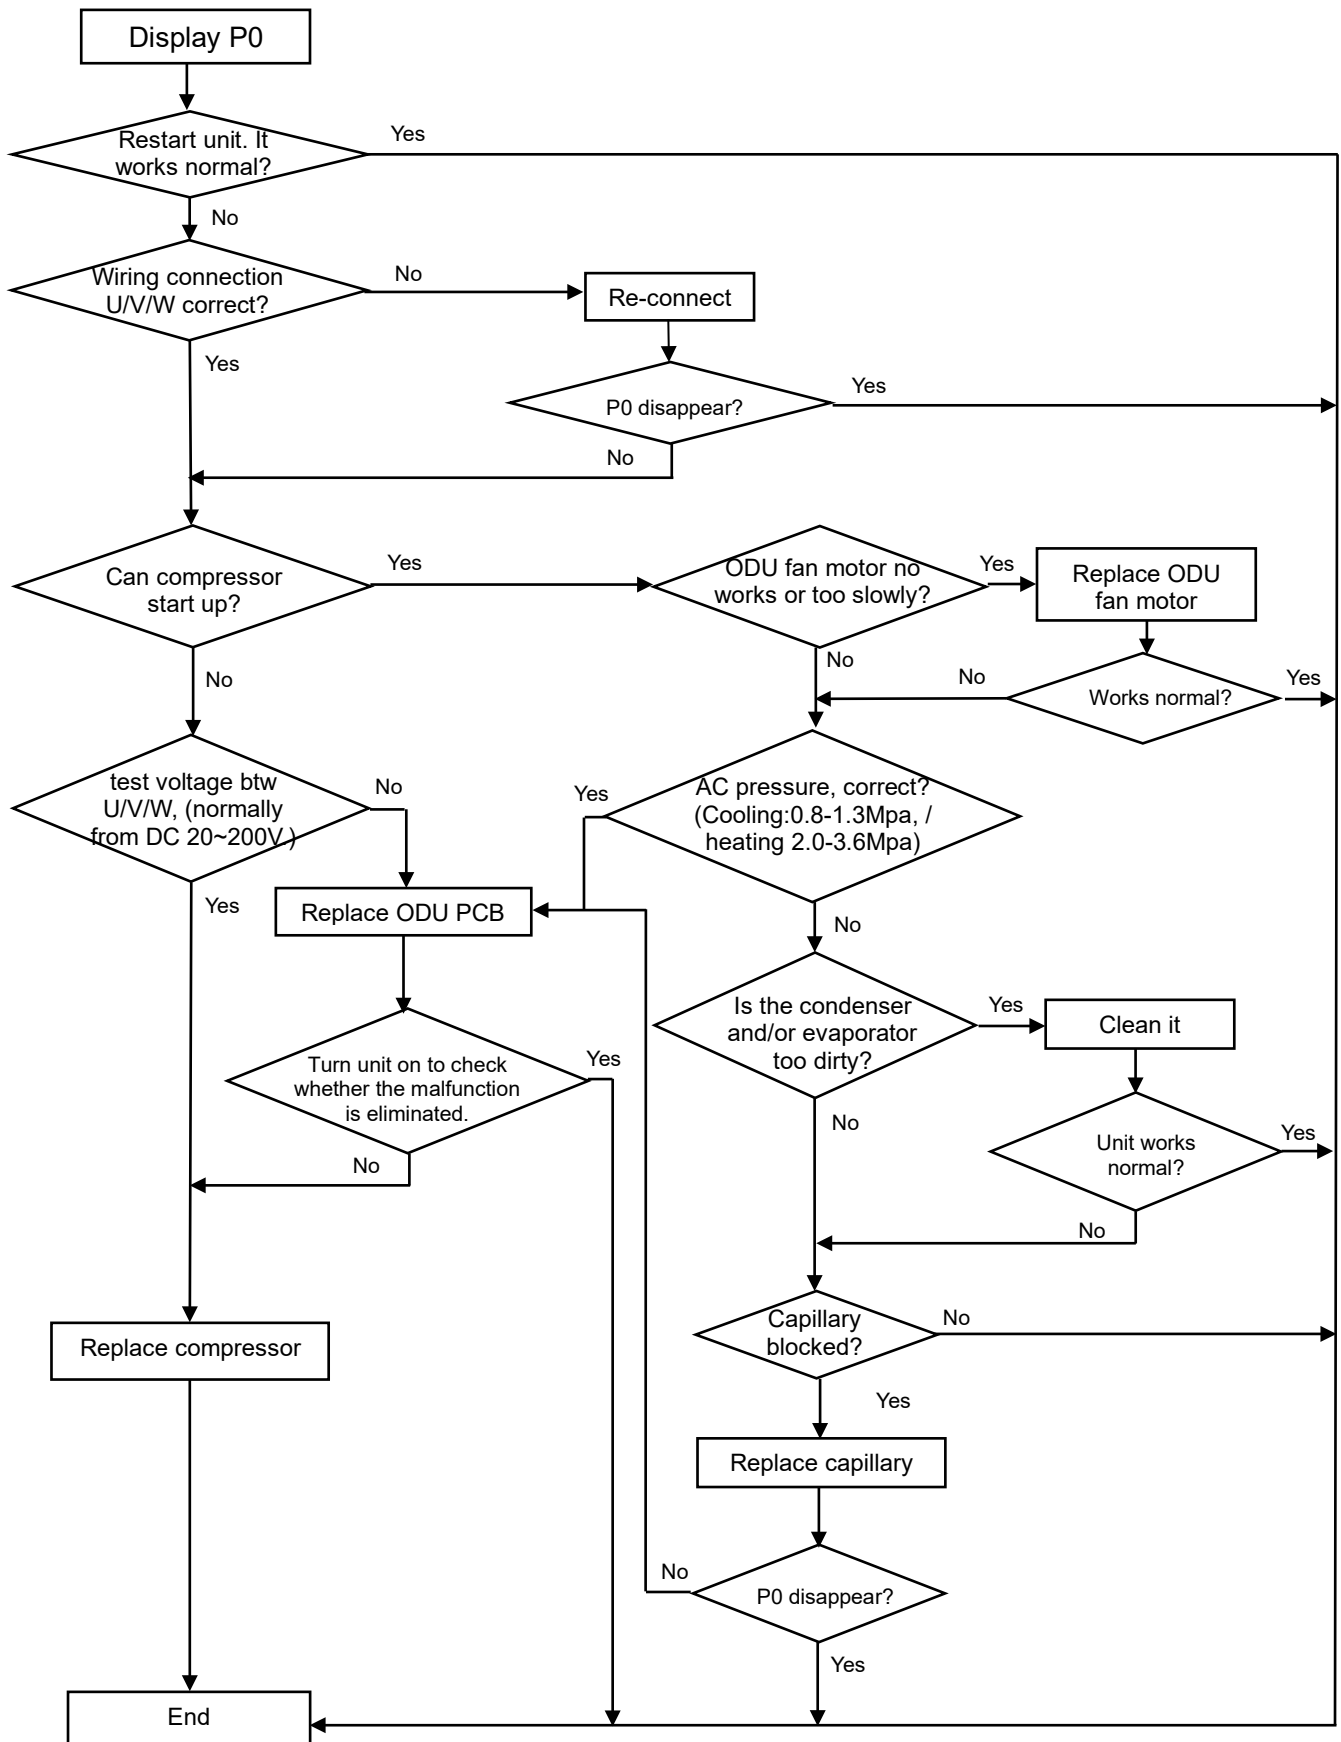 Display P0
Restart unit. It
works normal?
Yes
No
Wiring connection
U/V/W correct?
No
Re-connect
Yes
P0 disappear?
Yes
No
Can compressor
start up?
Yes
ODU fan motor no
works or too slowly?
Yes
Replace ODU
fan motor
No
No
Works normal?
No
Yes
test voltage btw
U/V/W, (normally
from DC 20~200V.)
No
Yes
AC pressure, correct?
(Cooling:0.8-1.3Mpa, /
heating 2.0-3.6Mpa)
Yes
Replace ODU PCB
No
Is the condenser
and/or evaporator
too dirty?
Yes
Clean it
Turn unit on to check
whether the malfunction
is eliminated.
Yes
No
No
Unit works
normal?
Yes
No
Capillary
blocked?
No
Replace compressor
Yes
Replace capillary
No
P0 disappear?
Yes
End